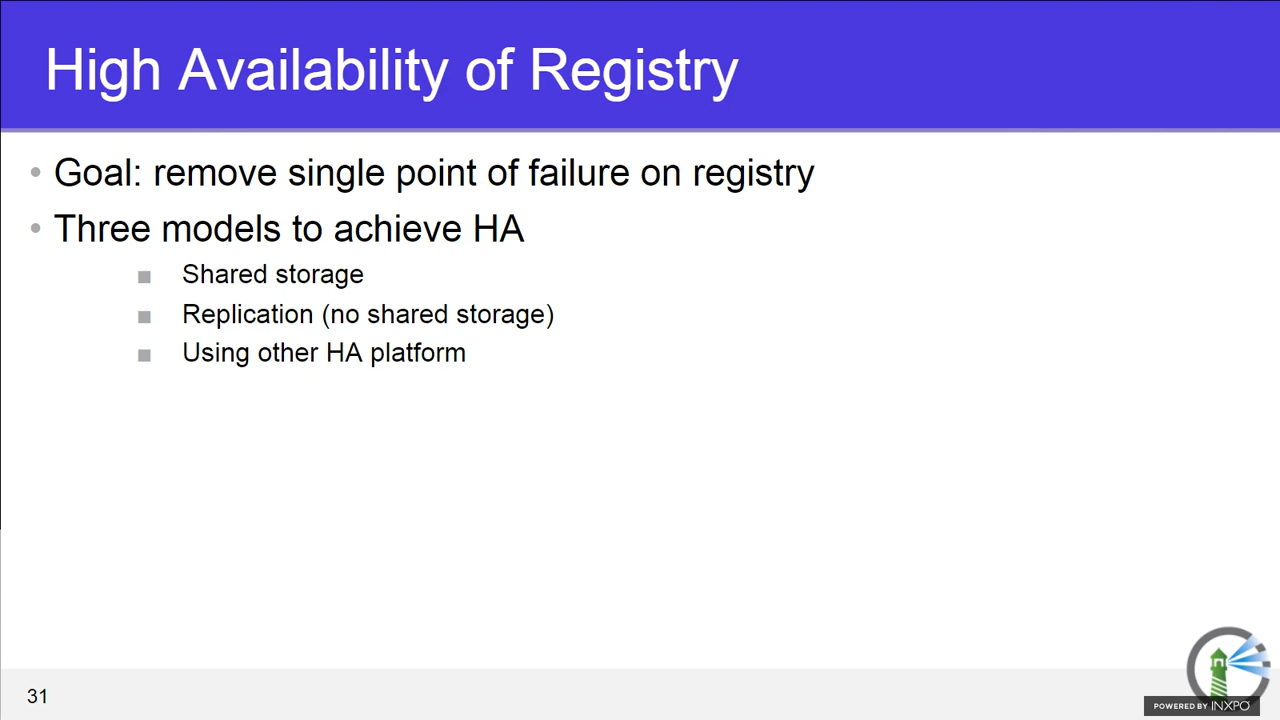 High Availability of Registry
• Goal: remove single point of failure on registry
• Three models to achieve HA
■ Shared storage
■ Replication (no shared storage)
■ Using other HA platform
31
POWERED BY INXPO